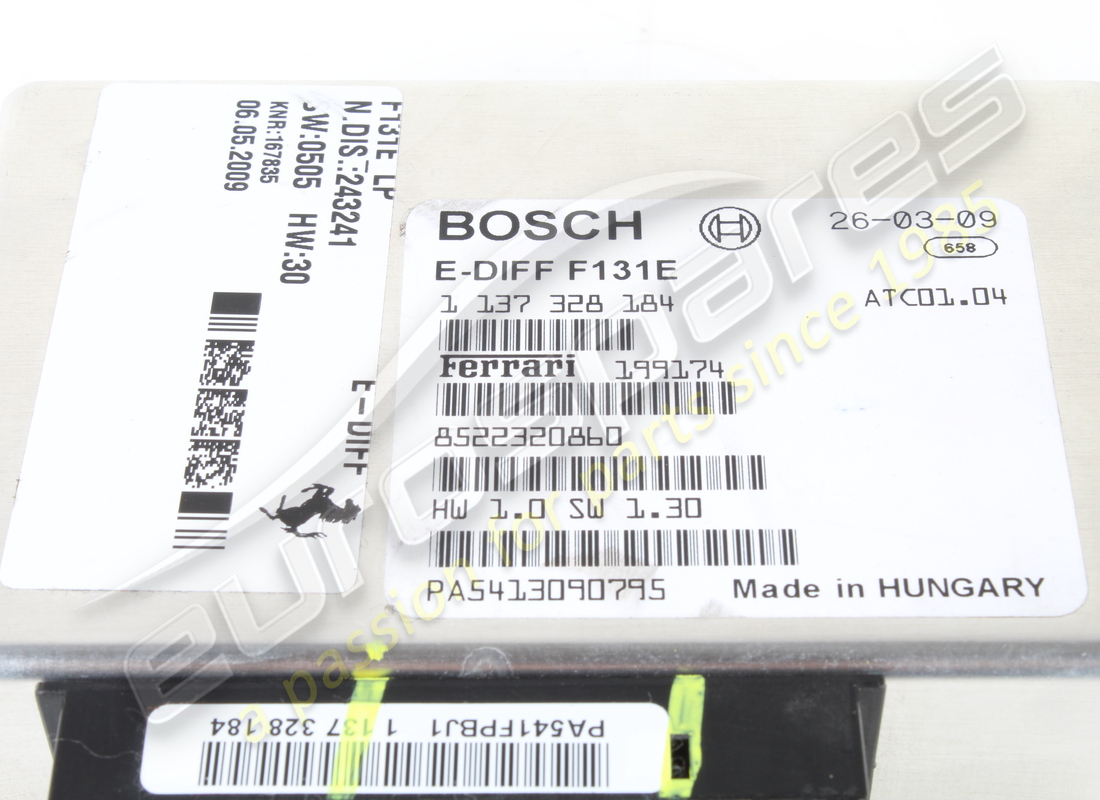 F131E LP
N.DIS.:243241
SW:0505 HW:30
KNR:167835
06.05.2009
E-DIFF
BOSCH
26-03-09
658
E-DIFF F131E
1 137 328 184
ATC01.04
Ferrari 199174
8522320860
HW 1.0 SW 1.30
PA5413090795
Made in HUNGARY
PA541FPBJ1 1 137 328 184
eurospares
a passion for parts since 1985